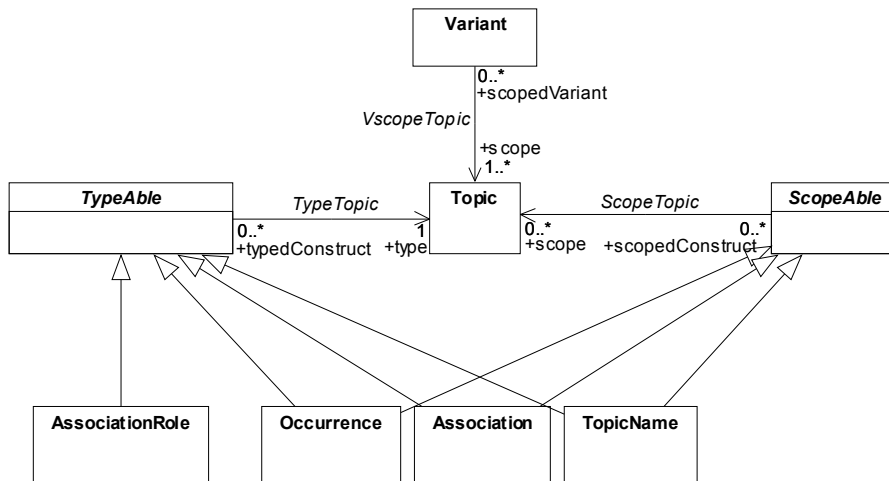 Variant
0..*
+scopedVariant
VscopeTopic
+scope
1..*
TypeAble
TypeTopic
Topic
ScopeTopic
ScopeAble
0..*
1
0..*
0..*
+typedConstruct
+type
+scope
+scopedConstruct
AssociationRole
Occurrence
Association
TopicName